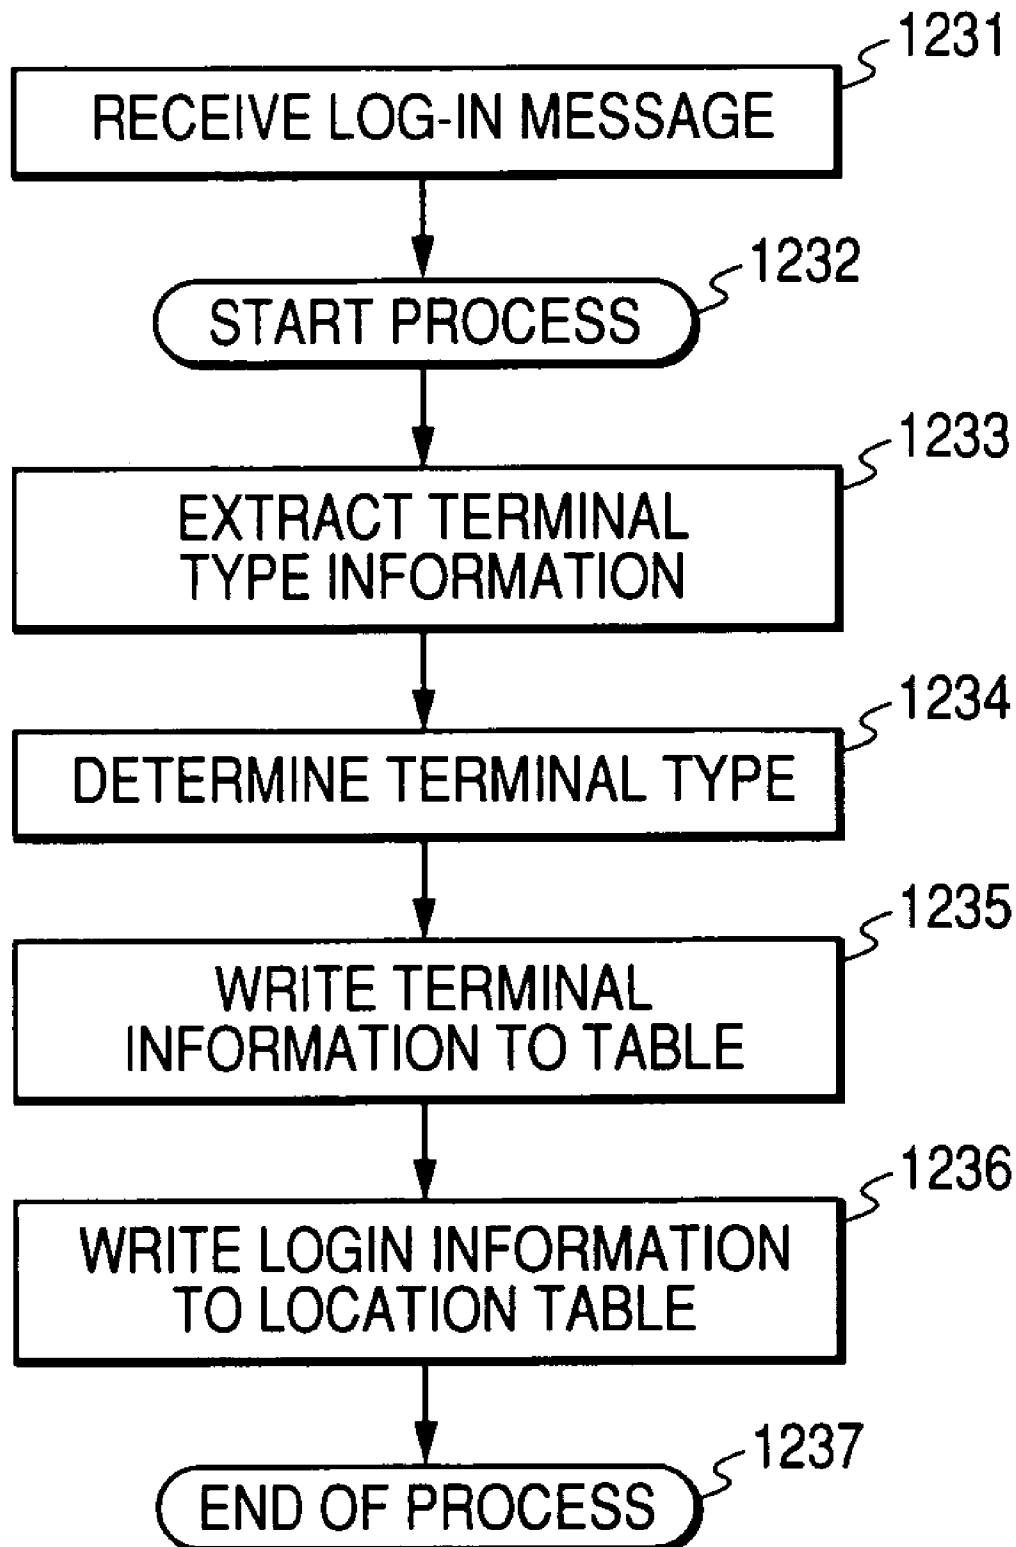 1231
RECEIVE LOG-IN MESSAGE
1232
START PROCESS
1233
EXTRACT TERMINAL
TYPE INFORMATION
1234
DETERMINE TERMINAL TYPE
1235
WRITE TERMINAL
INFORMATION TO TABLE
1236
WRITE LOGIN INFORMATION
TO LOCATION TABLE
1237
END OF PROCESS